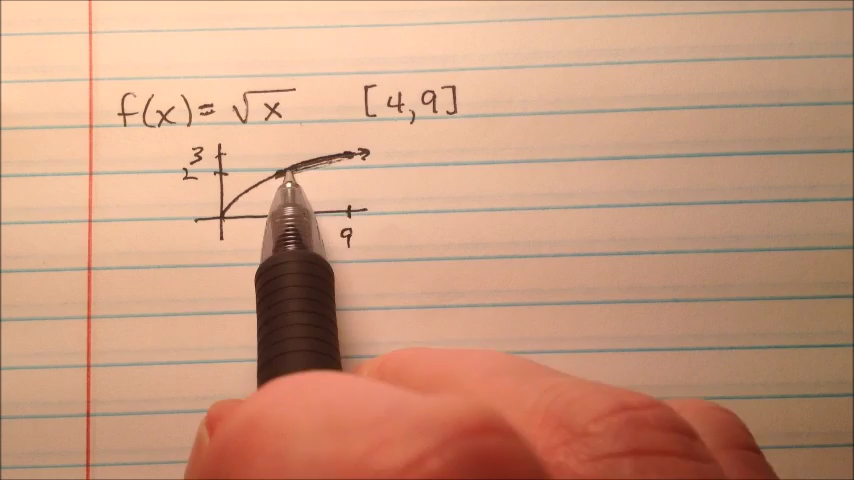 f(x) = √x [4,9]
3
2
9